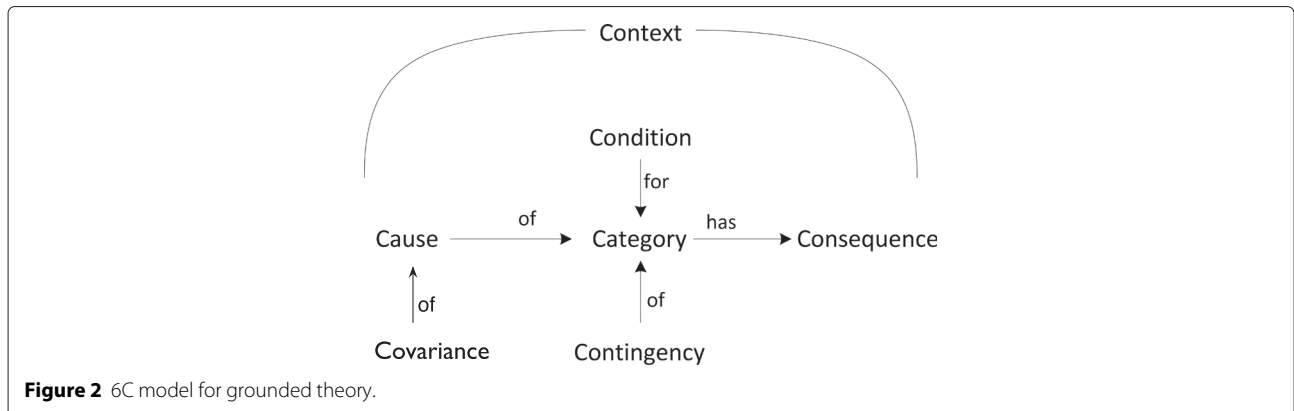 Context
Condition
for
of
has
Cause
Category
Consequence
of
of
Covariance
Contingency
Figure 2 6C model for grounded theory.